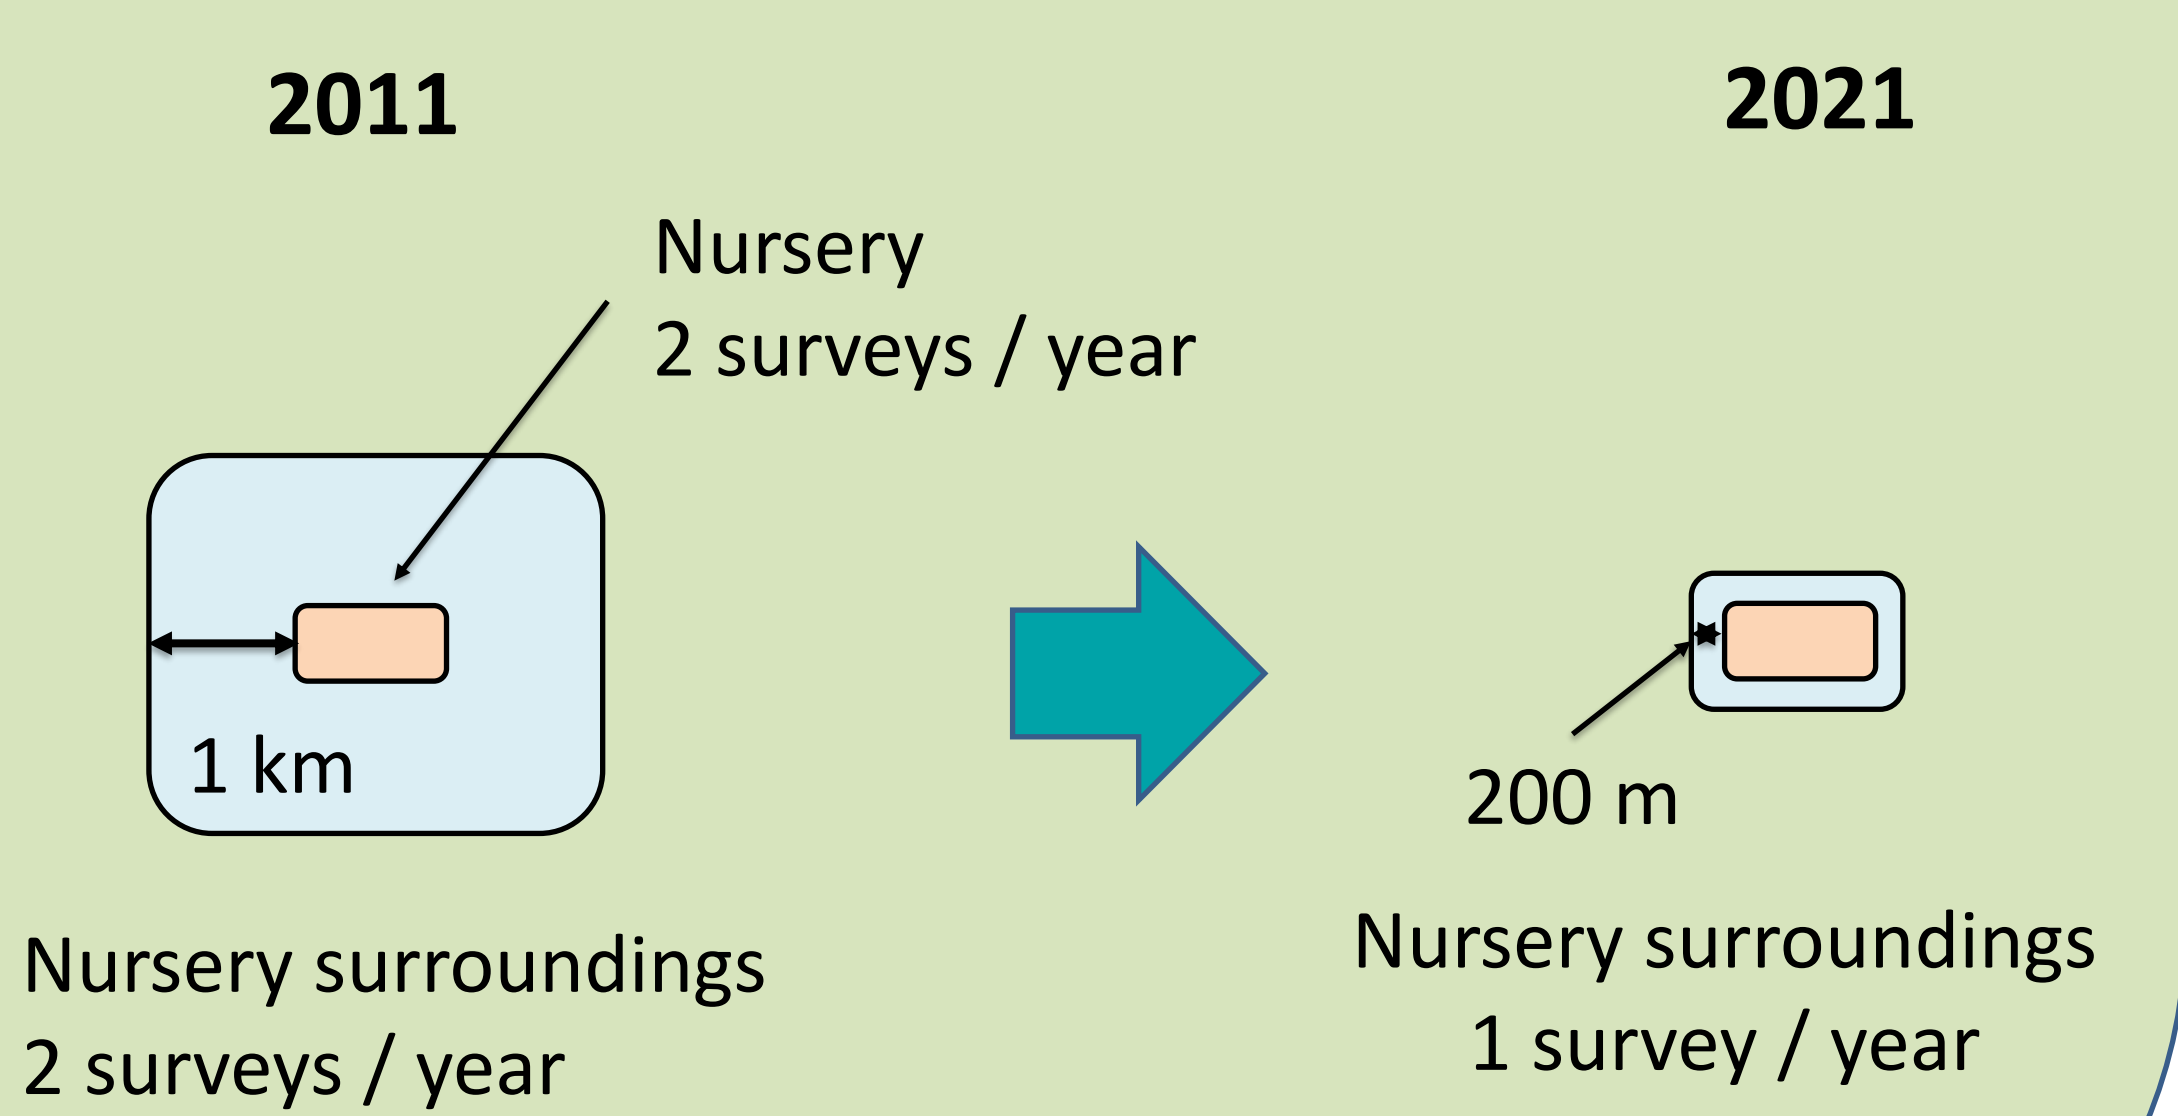 2011
2021
Nursery
2 surveys / year
1 km
200 m
Nursery surroundings
2 surveys / year
Nursery surroundings
1 survey / year